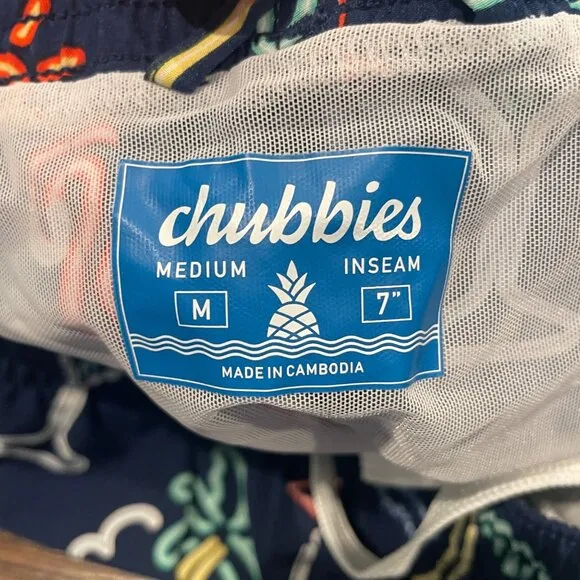 chubbies
MEDIUM INSEAM
M 7"
MADE IN CAMBODIA